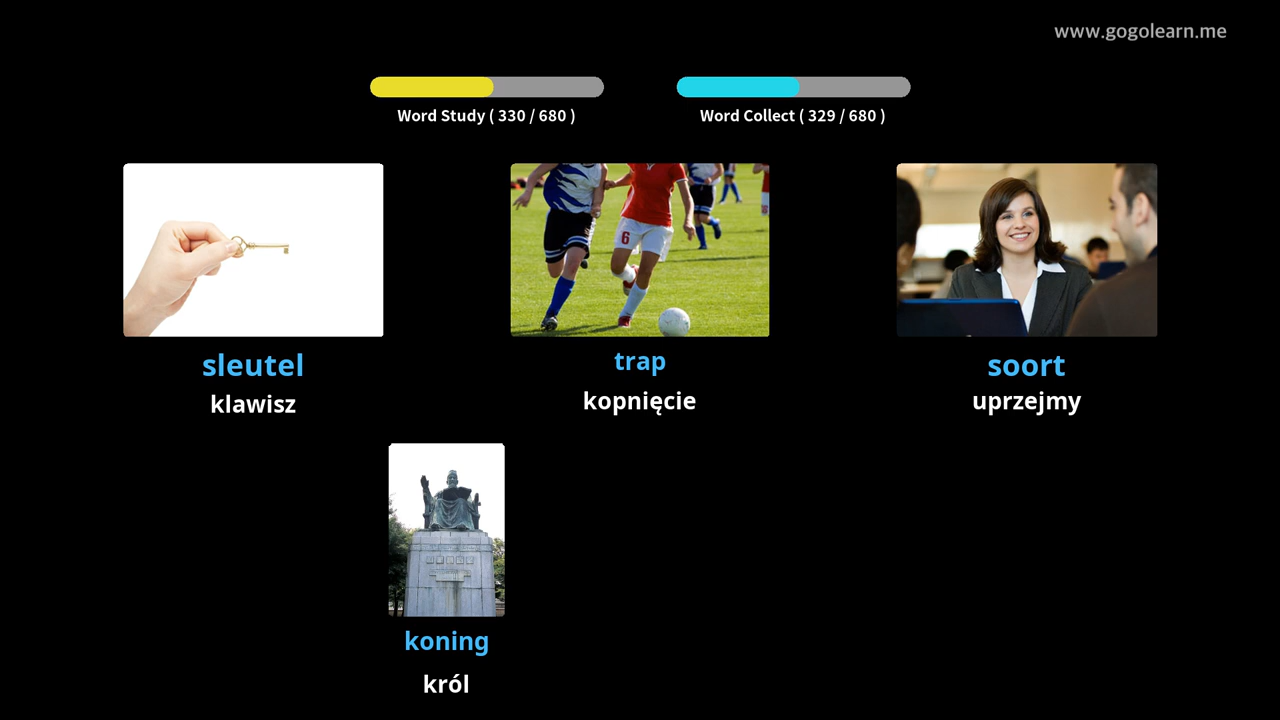 www.gogolearn.me
Word Study ( 330 / 680 )
Word Collect ( 329 / 680 )
sleutel
klawisz
trap
kopnięcie
soort
uprzejmy
6
koning
król